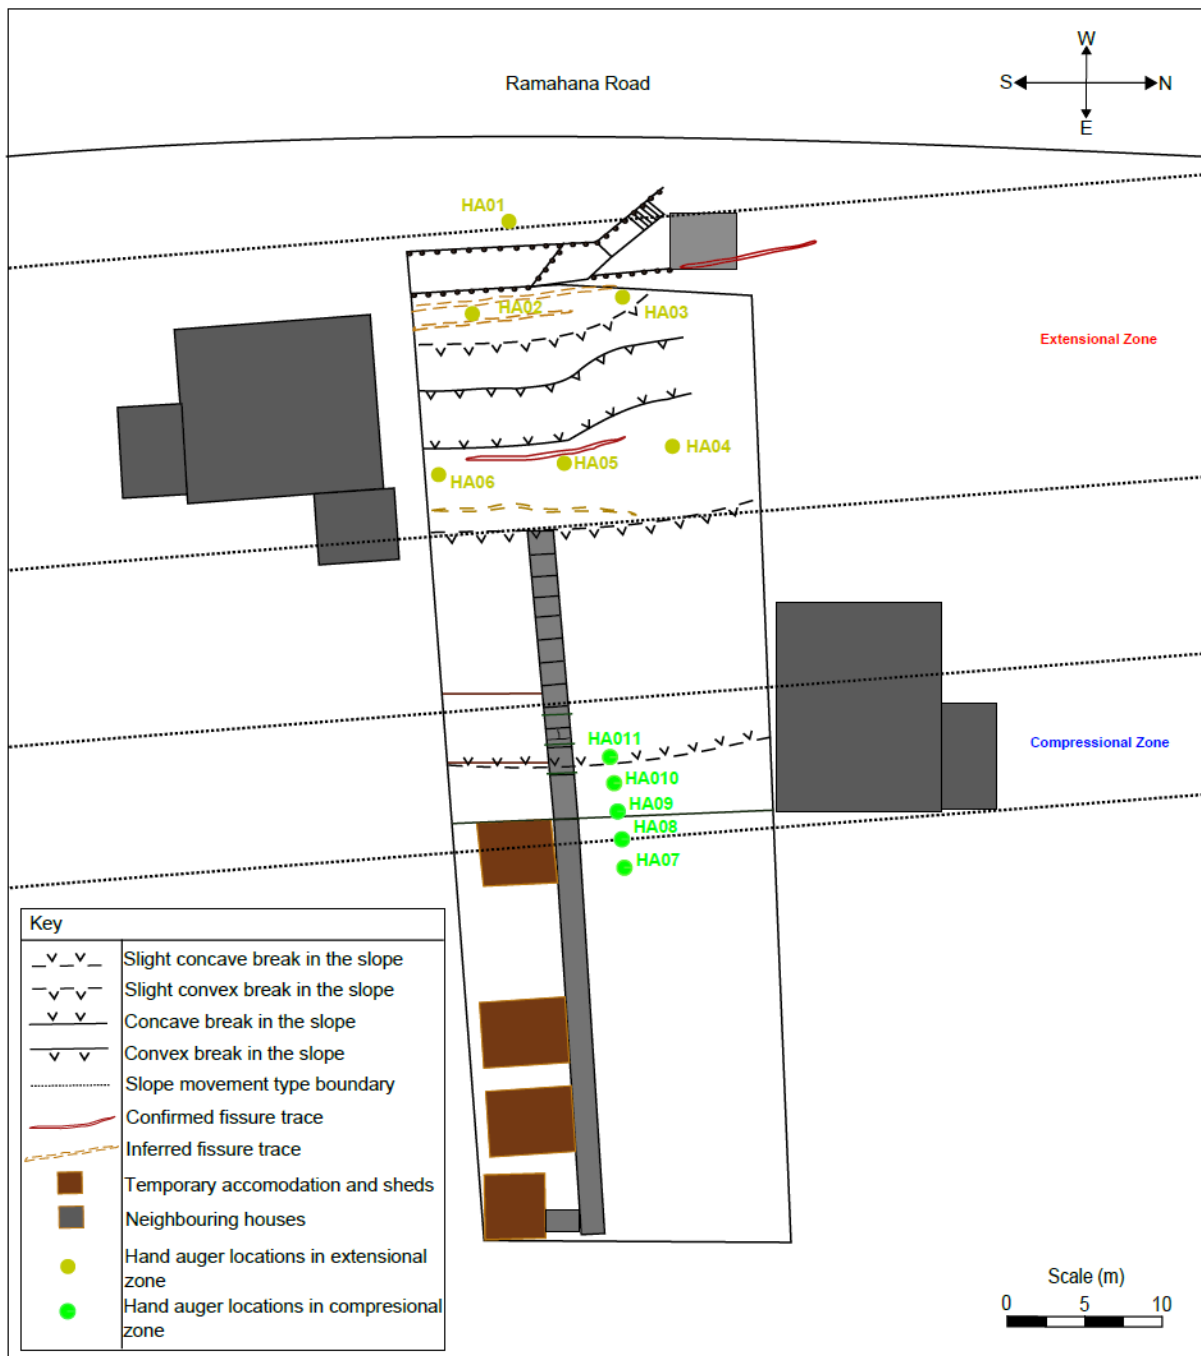 W
Ramahana Road
S
N
E
HA01
HA02
HA03
Extensional Zone
HA04
HA05
HA06
HA011
Compressional Zone
HA010
HA09
HA08
HA07
Key
Slight concave break in the slope
Slight convex break in the slope
Concave break in the slope
Convex break in the slope
Slope movement type boundary
Confirmed fissure trace
Inferred fissure trace
Temporary accomodation and sheds
Neighbouring houses
Hand auger locations in extensional
zone
Hand auger locations in compresional
zone
Scale (m)
0 5 10